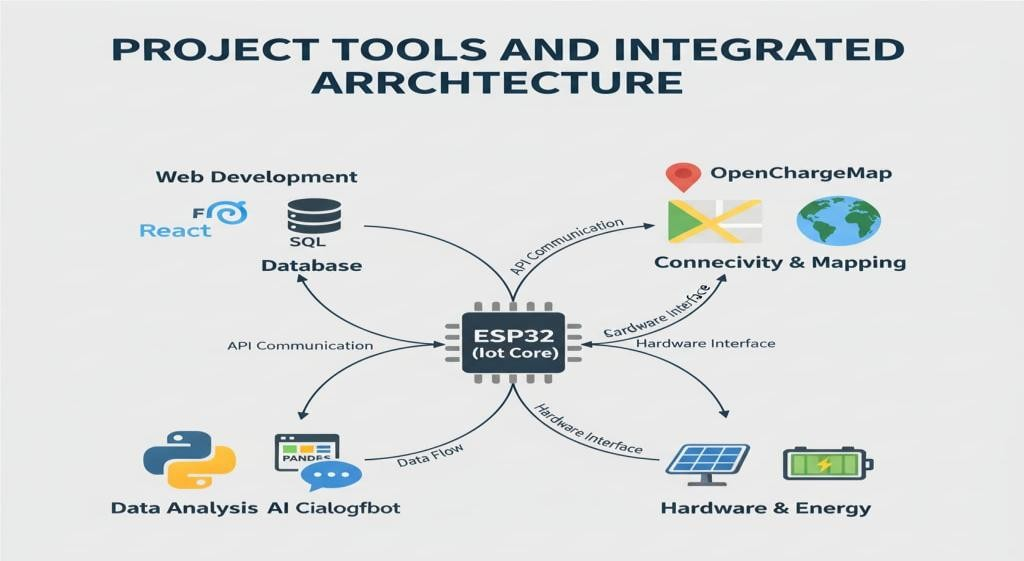 PROJECT TOOLS AND INTEGRATED
ARRCHTECTURE
Web Development
F
React
SQL
Database
OpenChargeMap
Connecivity & Mapping
API Communication
Sardware Interface
API Communication
Hardware Interface
ESP32
(Iot Core)
Data Flow
Hardware Interface
PANDES
Data Analysis
AI Cialogfbot
Hardware & Energy